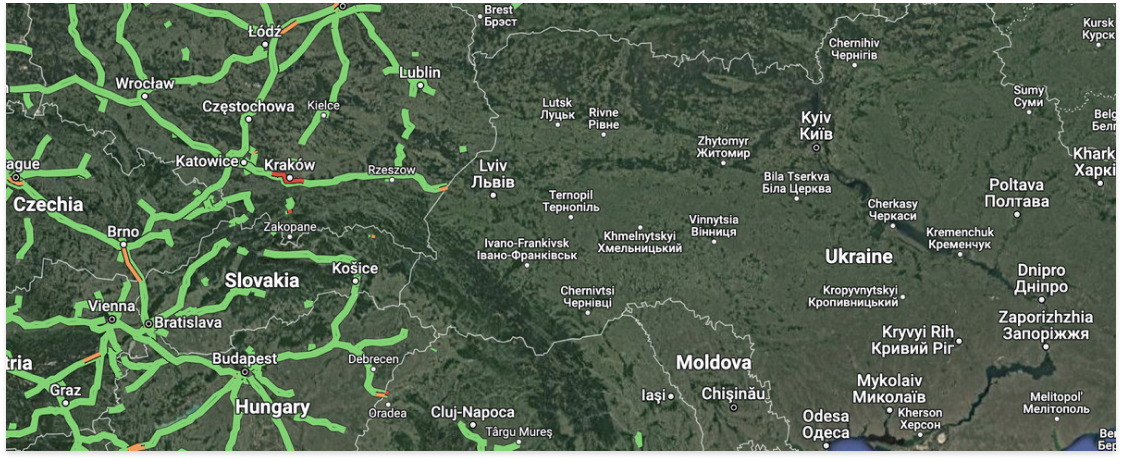 Brest
Брэст
Kursk
Курск
Łódź
Chernihiv
Чернігів
Wrocław
Lublin
Sumy
Суми
Częstochowa
Kielce
Lutsk
Луцьк
Rivne
Рівне
Kyiv
Київ
Belg
Белг
Zhytomyr
Житомир
Katowice
Kraków
Rzeszow
Lviv
Львів
Khark
Харкі
ague
Bila Tserkva
Біла Церква
Poltava
Полтава
Czechia
Ternopil
Тернопіль
Cherkasy
Черкаси
Brno
Zakopane
Vinnytsia
Вінниця
Khmelnytskyi
Хмельницький
Kremenchuk
Кременчук
Ivano-Frankivsk
Івано-Франківськ
Ukraine
Slovakia
Košice
Dnipro
Дніпро
Chernivtsi
Чернівці
Kropyvnytskyi
Кропивницький
Vienna
Bratislava
Zaporizhzhia
Запоріжжя
Kryvyi Rih
Кривий Ріг
tria
Budapest
Debrecen
Moldova
Graz
Iași
Chișinău
Mykolaiv
Миколаїв
Hungary
Oradea
Cluj-Napoca
Târgu Mureș
Melitopol'
Мелітополь
Odesa
Одеса
Kherson
Херсон
Ber
Бер